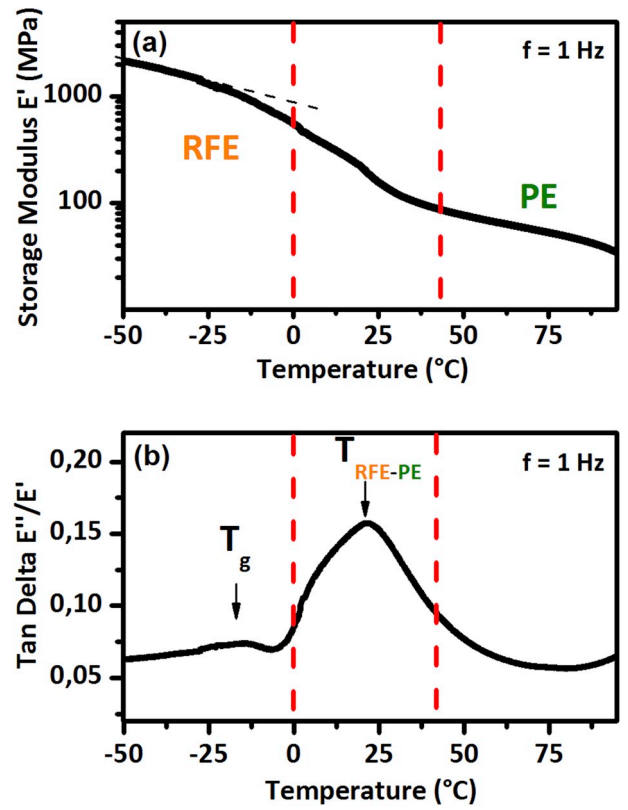 (a)
f = 1 Hz
Storage Modulus E' (MPa)
1000
100
RFE
PE
-50
-25
0
25
50
75
Temperature (°C)
(b)
f = 1 Hz
Tan Delta E''/E'
0,20
0,15
0,10
0,05
T RFE-PE
Tg
-50
-25
0
25
50
75
Temperature (°C)